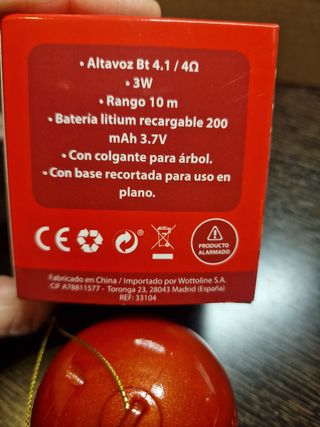 • Altavoz Bt 4.1 / 4Ω
• 3W
• Rango 10 m
• Batería litium recargable 200
mAh 3.7V
• Con colgante para árbol.
• Con base recortada para uso en
plano.
CE
PRODUCTO
ALARMADO
Fabricado en China / Importado por Wottoline S.A.
CIF A78811577 - Toronga 23, 28043 Madrid (España)
REF: 33104